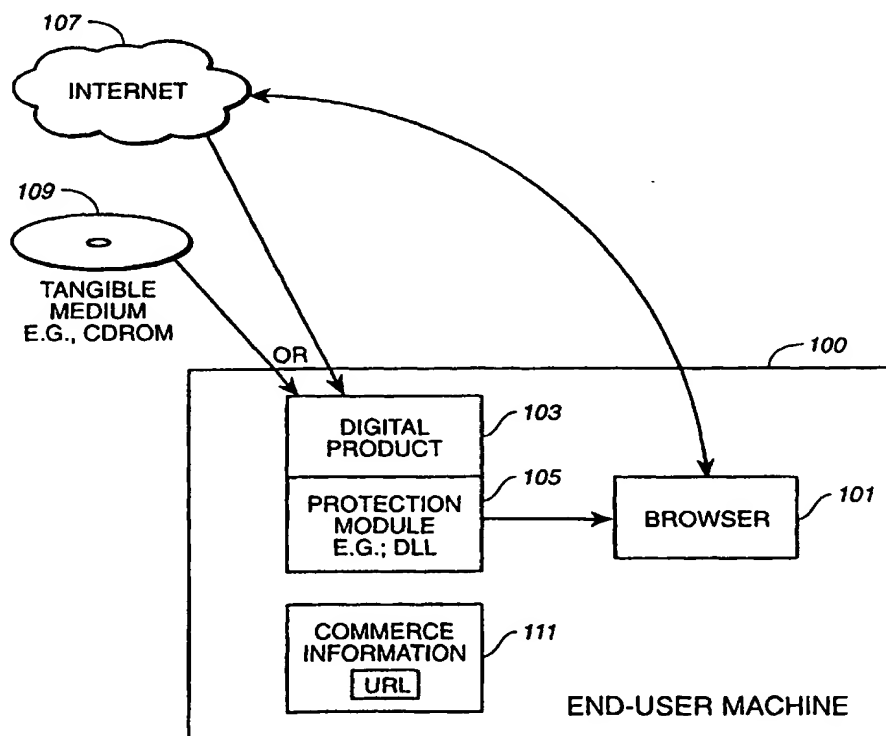 107
INTERNET
109
TANGIBLE
MEDIUM
E.G., CDROM
OR
100
DIGITAL
PRODUCT
103
PROTECTION
MODULE
E.G.; DLL
105
BROWSER
101
COMMERCE
INFORMATION
URL
111
END-USER MACHINE